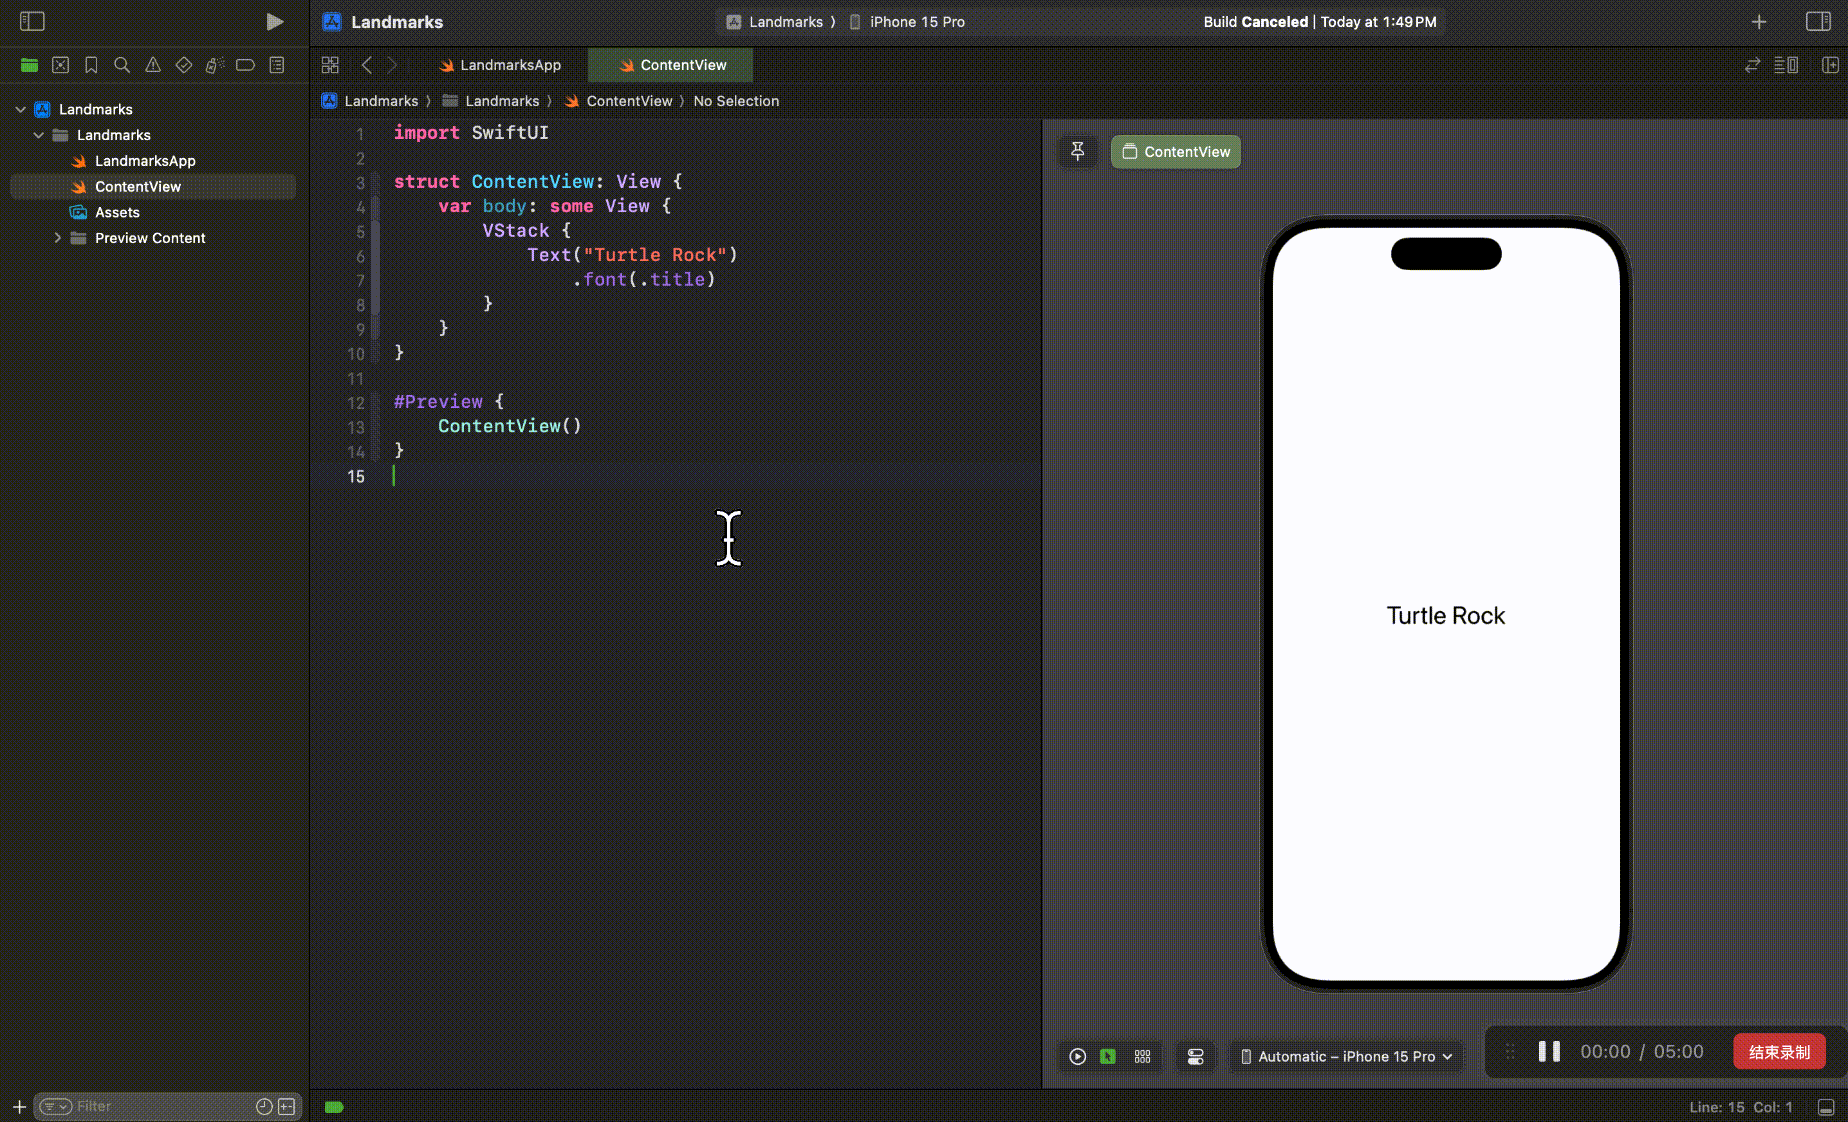 Landmarks
Landmarks 〉 iPhone 15 Pro
Build Canceled | Today at 1:49 PM
LandmarksApp
ContentView
Landmarks 〉 Landmarks 〉 ContentView 〉 No Selection
Landmarks
Landmarks
LandmarksApp
ContentView
Assets
Preview Content
Filter
1 import SwiftUI
2
3 struct ContentView: View {
4     var body: some View {
5         VStack {
6             Text("Turtle Rock")
7                 .font(.title)
8         }
9     }
10 }
11
12 #Preview {
13     ContentView()
14 }
15
ContentView
Turtle Rock
Automatic – iPhone 15 Pro
00:00 / 05:00
结束录制
Line: 15 Col: 1